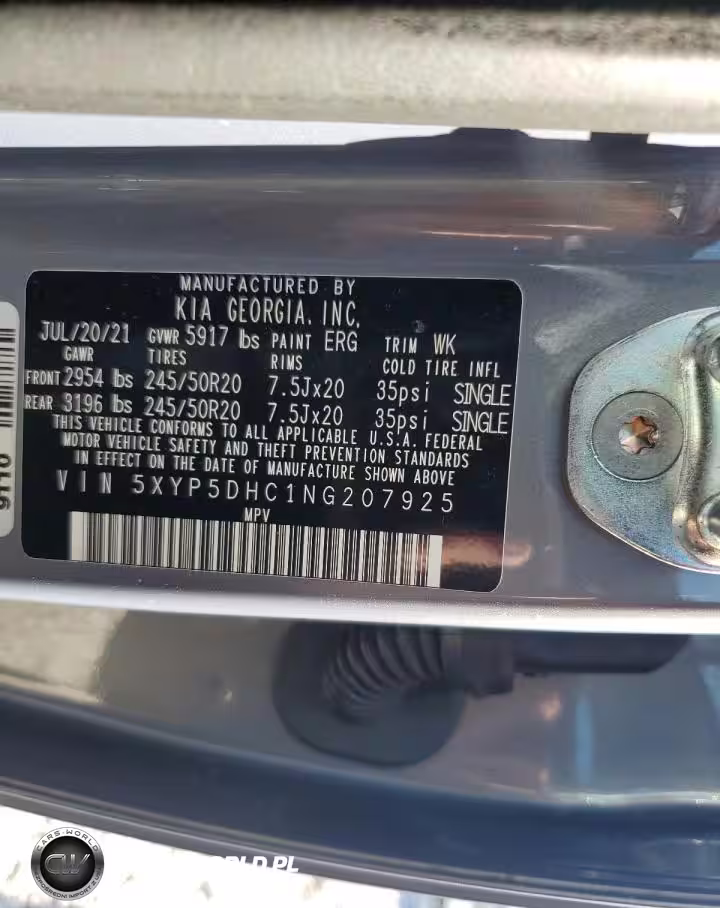 MANUFACTURED BY
KIA GEORGIA, INC.
JUL/20/21 GVWR 5917 lbs PAINT ERG TRIM WK
GAWR TIRES RIMS COLD TIRE INFL
FRONT 2954 lbs 245/50R20 7.5Jx20 35psi SINGLE
REAR 3196 lbs 245/50R20 7.5Jx20 35psi SINGLE
THIS VEHICLE CONFORMS TO ALL APPLICABLE U.S.A. FEDERAL
MOTOR VEHICLE SAFETY AND THEFT PREVENTION STANDARDS
IN EFFECT ON THE DATE OF MANUFACTURE SHOWN ABOVE
VIN 5XYP5DHC1NG207925
MPV
CARS-WORLD
CW